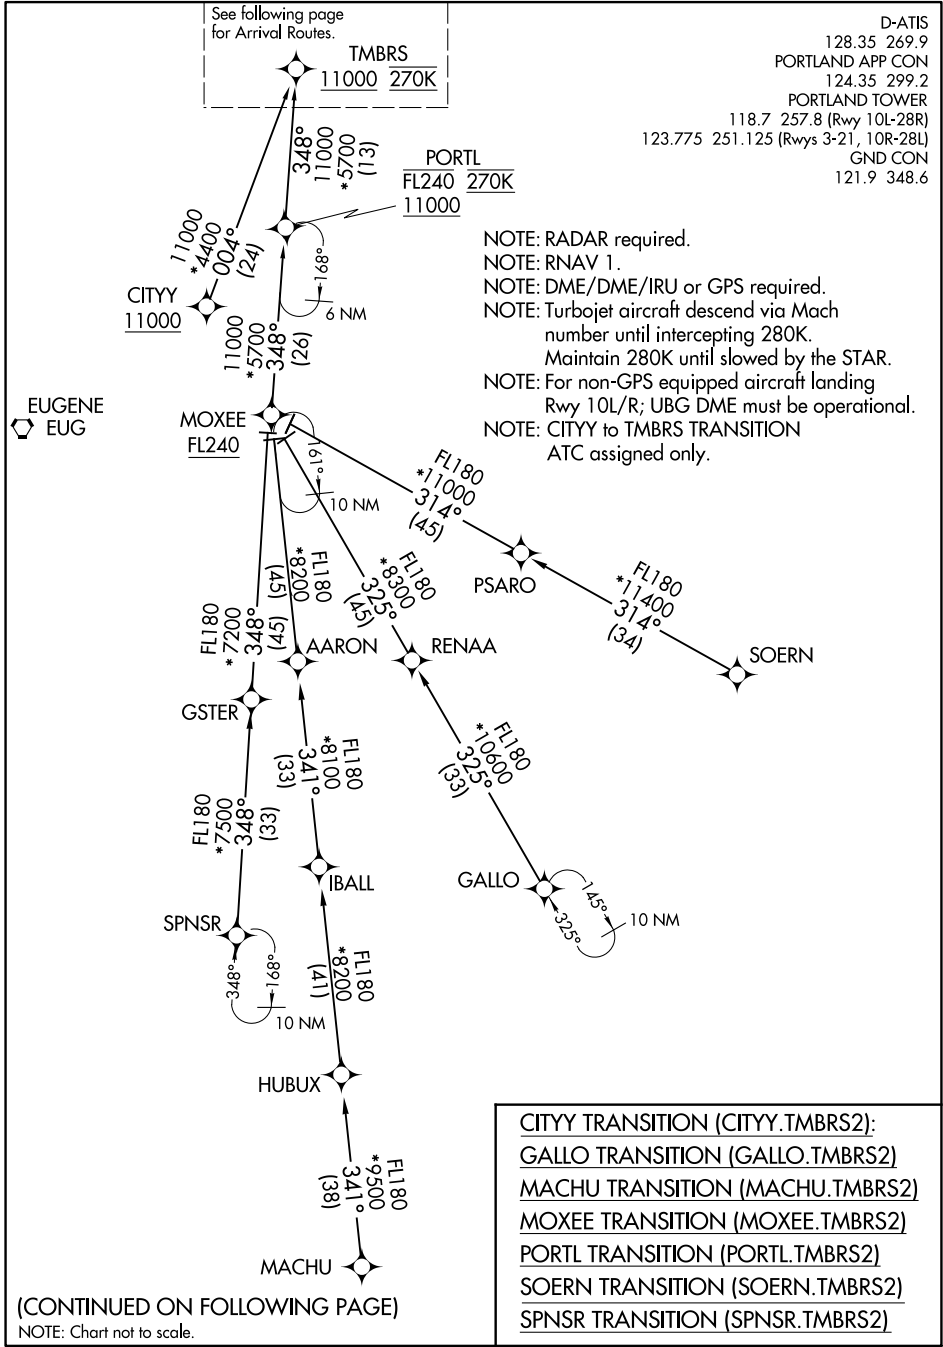 See following page
for Arrival Routes.
TMBRS
11000 270K
D-ATIS
128.35 269.9
PORTLAND APP CON
124.35 299.2
PORTLAND TOWER
118.7 257.8 (Rwy 10L-28R)
123.775 251.125 (Rwys 3-21, 10R-28L)
GND CON
121.9 348.6
348°
11000
*5700
(13)
PORTL
FL240 270K
11000
11000
*4400
004°
(24)
CITYY
11000
168°
6 NM
NOTE: RADAR required.
NOTE: RNAV 1.
NOTE: DME/DME/IRU or GPS required.
NOTE: Turbojet aircraft descend via Mach
number until intercepting 280K.
Maintain 280K until slowed by the STAR.
NOTE: For non-GPS equipped aircraft landing
Rwy 10L/R; UBG DME must be operational.
NOTE: CITYY to TMBRS TRANSITION
ATC assigned only.
11000
*5700
348°
(26)
EUGENE
EUG
MOXEE
FL240
161°
10 NM
FL180
*11000
314°
(45)
PSARO
FL180
*11400
314°
(34)
SOERN
FL180
*8300
325°
(45)
RENAA
FL180
*8200
(45)
AARON
FL180
*7200
348°
(45)
GSTER
FL180
*10600
325°
(33)
GALLO
145°
325°
10 NM
FL180
*8100
341°
(33)
IBALL
FL180
*7500
348°
(33)
SPNSR
348°
168°
10 NM
FL180
*8200
(41)
HUBUX
FL180
*9500
341°
(38)
MACHU
(CONTINUED ON FOLLOWING PAGE)
NOTE: Chart not to scale.
CITYY TRANSITION (CITYY.TMBRS2):
GALLO TRANSITION (GALLO.TMBRS2)
MACHU TRANSITION (MACHU.TMBRS2)
MOXEE TRANSITION (MOXEE.TMBRS2)
PORTL TRANSITION (PORTL.TMBRS2)
SOERN TRANSITION (SOERN.TMBRS2)
SPNSR TRANSITION (SPNSR.TMBRS2)